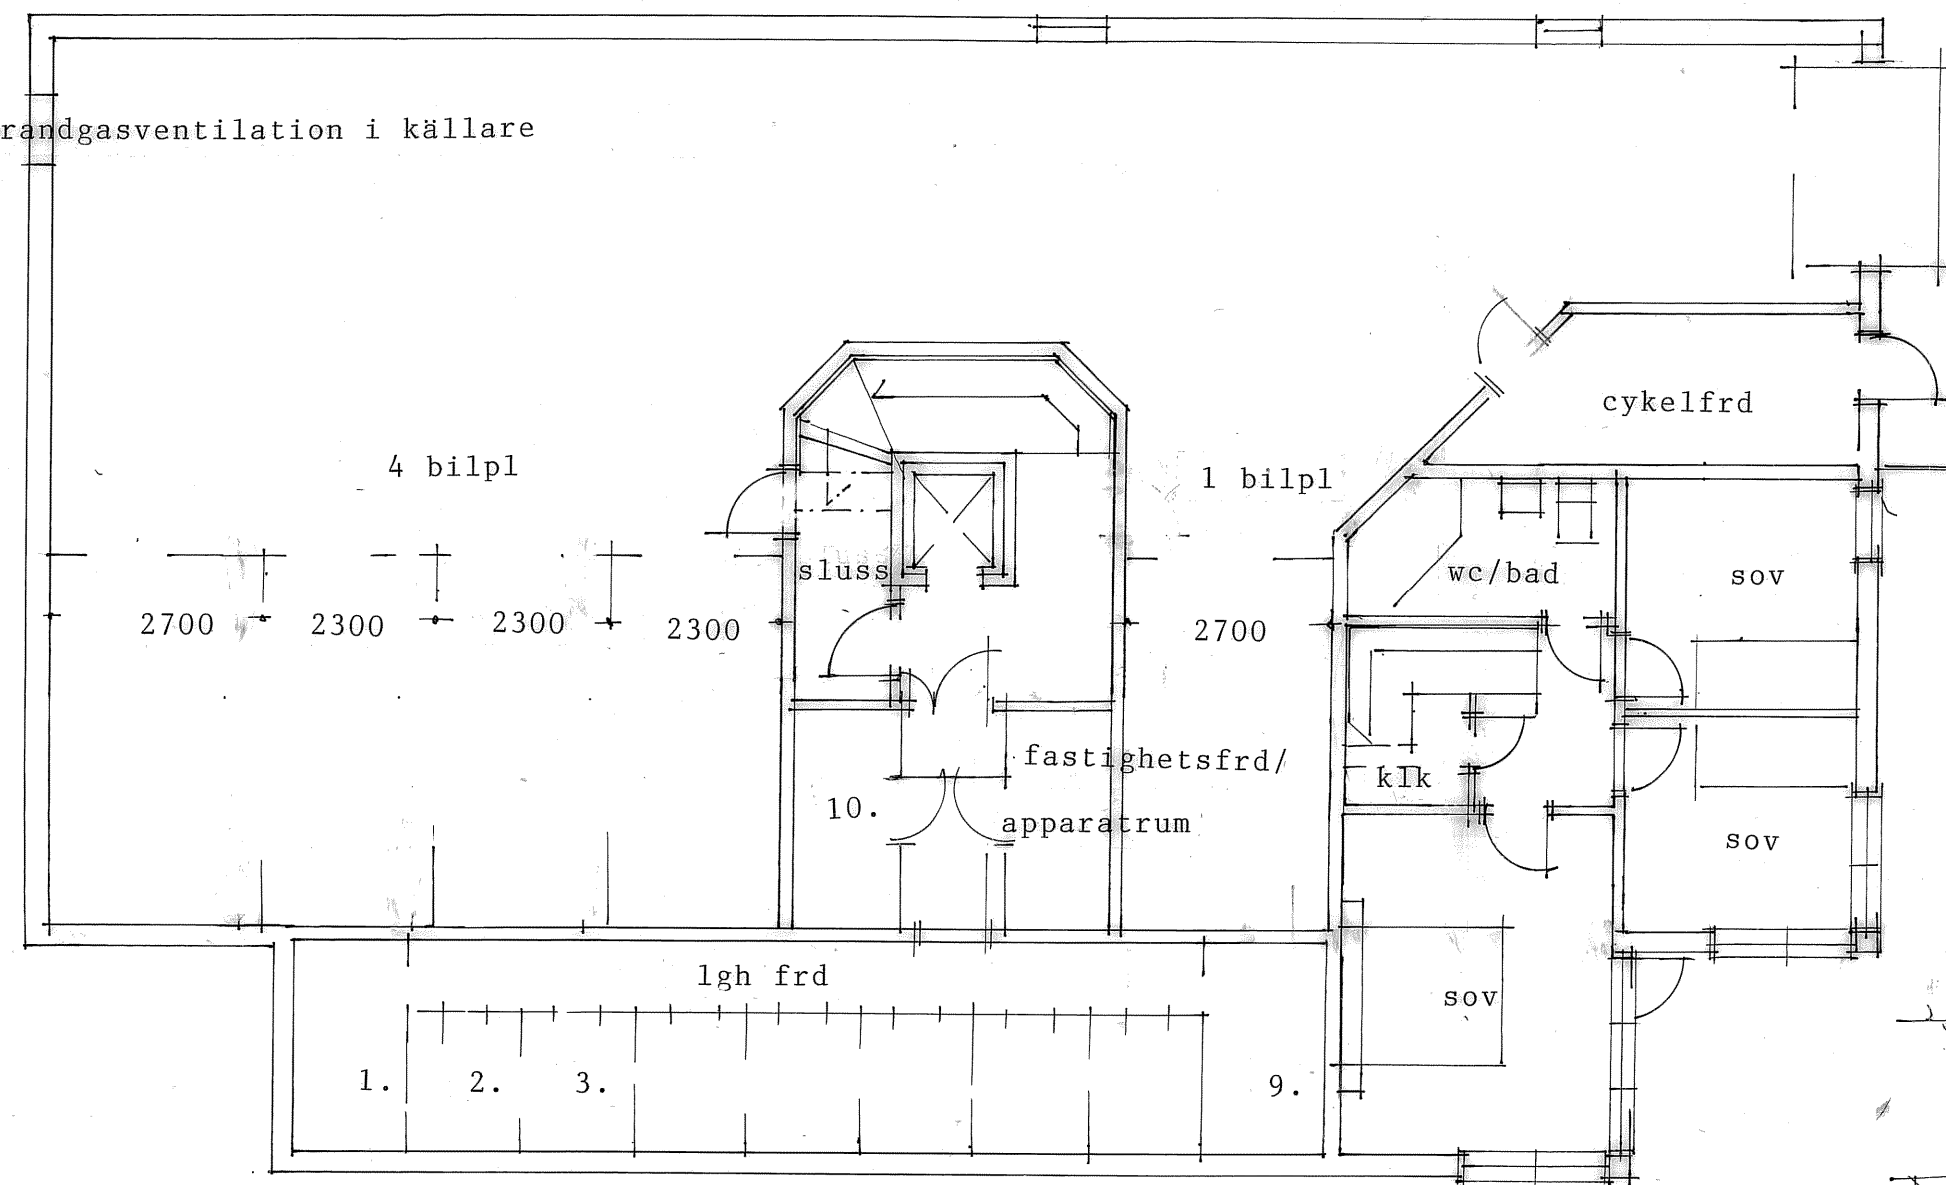 randgasventilation i källare
cykelfrd
4 bilpl
1 bilpl
sluss
wc/bad
sov
2700
2300
2300
2300
2700
fastighetsfrd/
apparatrum
klk
10.
sov
lgh frd
sov
1.
2.
3.
9.